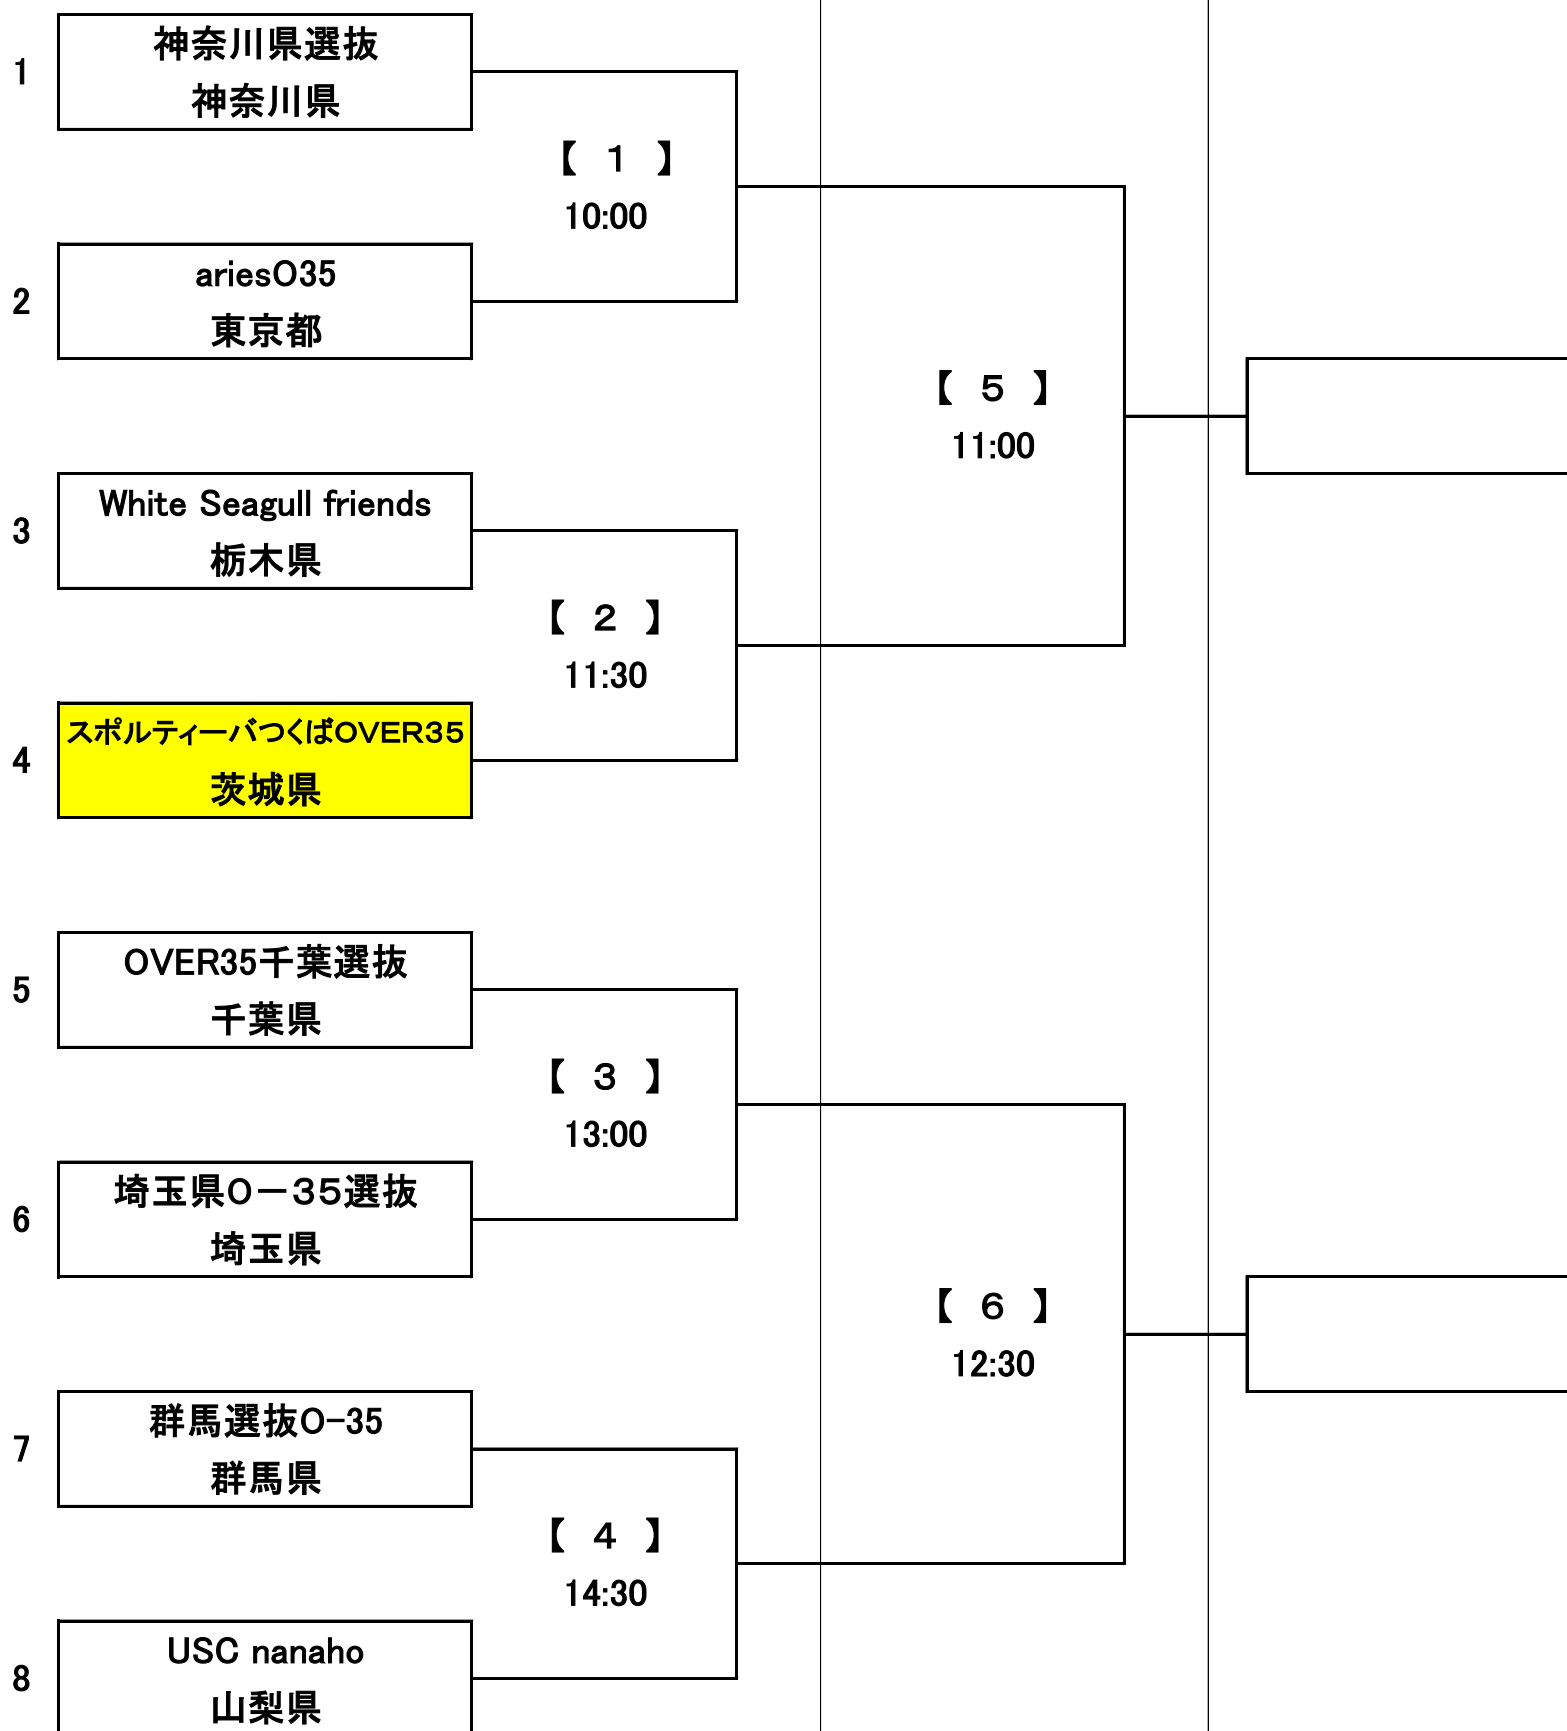 1
神奈川県選抜
神奈川県
【　１　】
10:00
2
ariesO35
東京都
【　５　】
11:00
3
White Seagull friends
栃木県
【　２　】
11:30
4
スポルティーバつくばOVER３５
茨城県
5
OVER35千葉選抜
千葉県
【　３　】
13:00
6
埼玉県Ｏ－３５選抜
埼玉県
【　６　】
12:30
7
群馬選抜O-35
群馬県
【　４　】
14:30
8
USC nanaho
山梨県